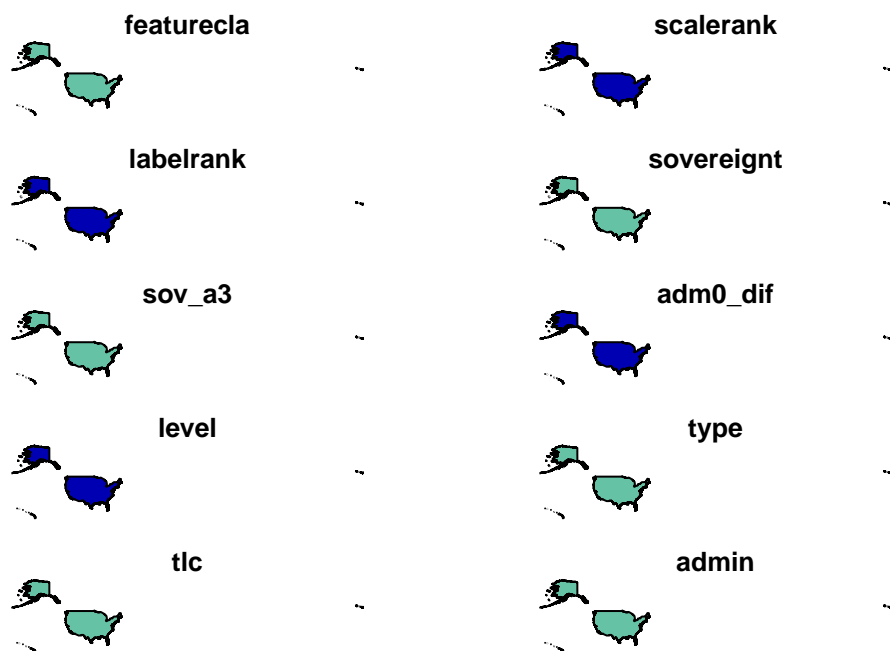 featurecla
scalerank
labelrank
sovereignt
sov_a3
adm0_dif
level
type
tlc
admin